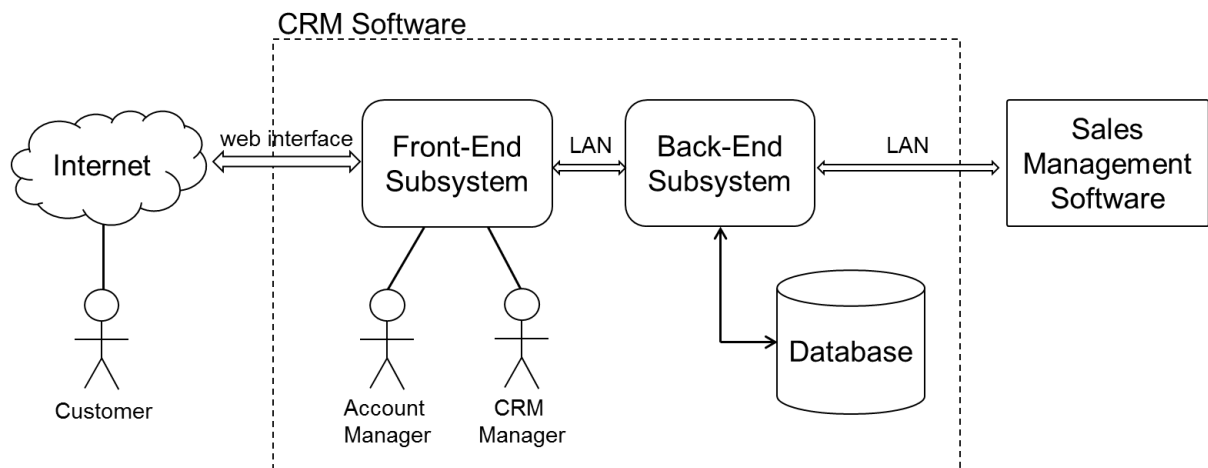 CRM Software
Internet
web interface
Front-End
Subsystem
LAN
Back-End
Subsystem
LAN
Sales
Management
Software
Database
Customer
Account
Manager
CRM
Manager